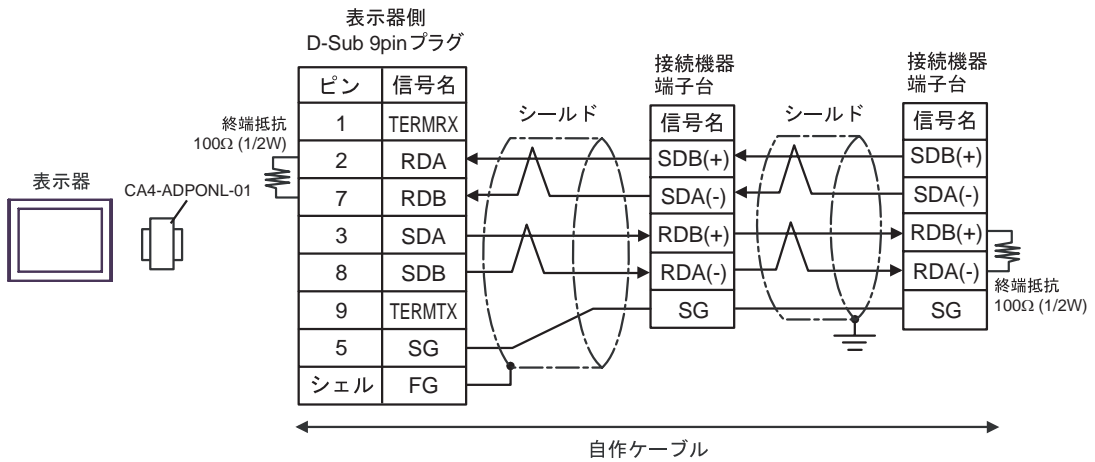 表示器側
D-Sub 9pinプラグ
接続機器
端子台
接続機器
端子台
シールド
シールド
終端抵抗
100Ω (1/2W)
表示器
CA4-ADPONL-01
ピン 信号名
1 TERMRX
2 RDA
7 RDB
3 SDA
8 SDB
9 TERMTX
5 SG
シェル FG
信号名
SDB(+)
SDA(-)
RDB(+)
RDA(-)
SG
信号名
SDB(+)
SDA(-)
RDB(+)
RDA(-)
SG
終端抵抗
100Ω (1/2W)
自作ケーブル